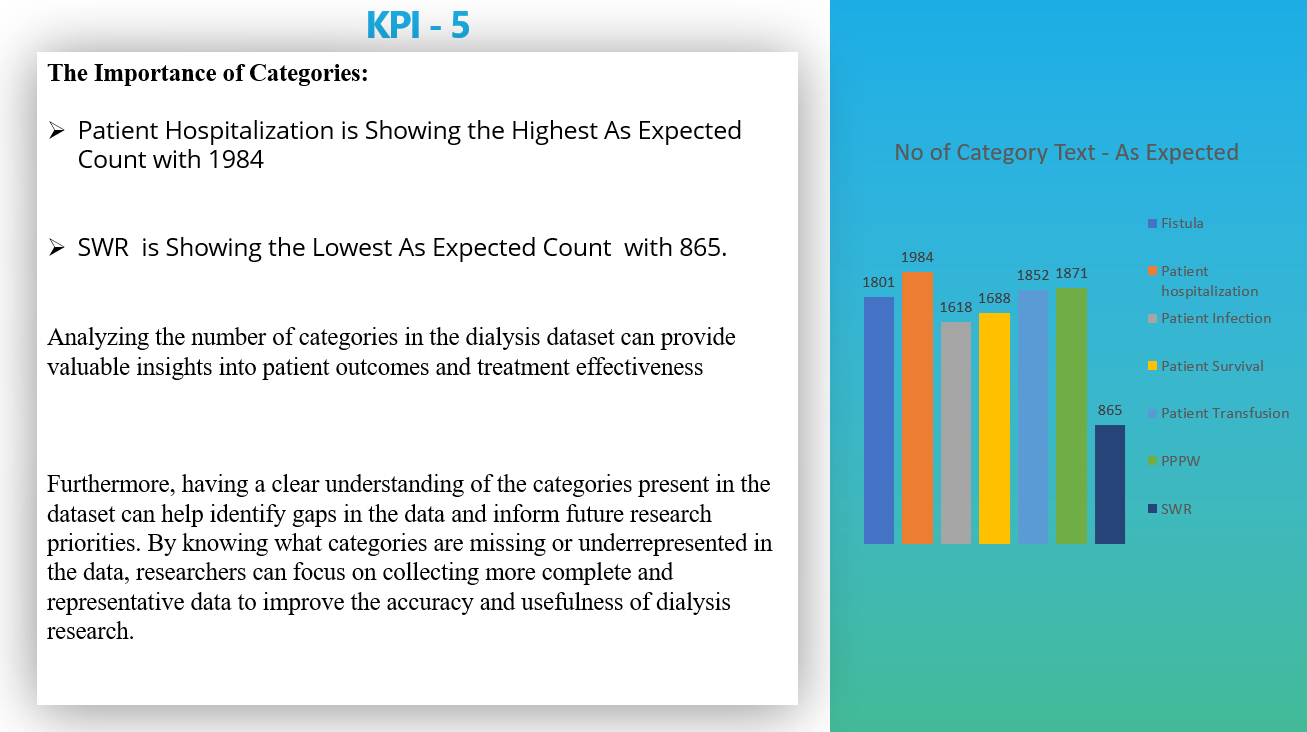 KPI - 5
The Importance of Categories:
➢ Patient Hospitalization is Showing the Highest As Expected
Count with 1984
➢ SWR  is Showing the Lowest As Expected Count  with 865.
Analyzing the number of categories in the dialysis dataset can provide
valuable insights into patient outcomes and treatment effectiveness
Furthermore, having a clear understanding of the categories present in the
dataset can help identify gaps in the data and inform future research
priorities. By knowing what categories are missing or underrepresented in
the data, researchers can focus on collecting more complete and
representative data to improve the accuracy and usefulness of dialysis
research.
No of Category Text - As Expected
1801
1984
1618
1688
1852
1871
865
Fistula
Patient
hospitalization
Patient Infection
Patient Survival
Patient Transfusion
PPPW
SWR